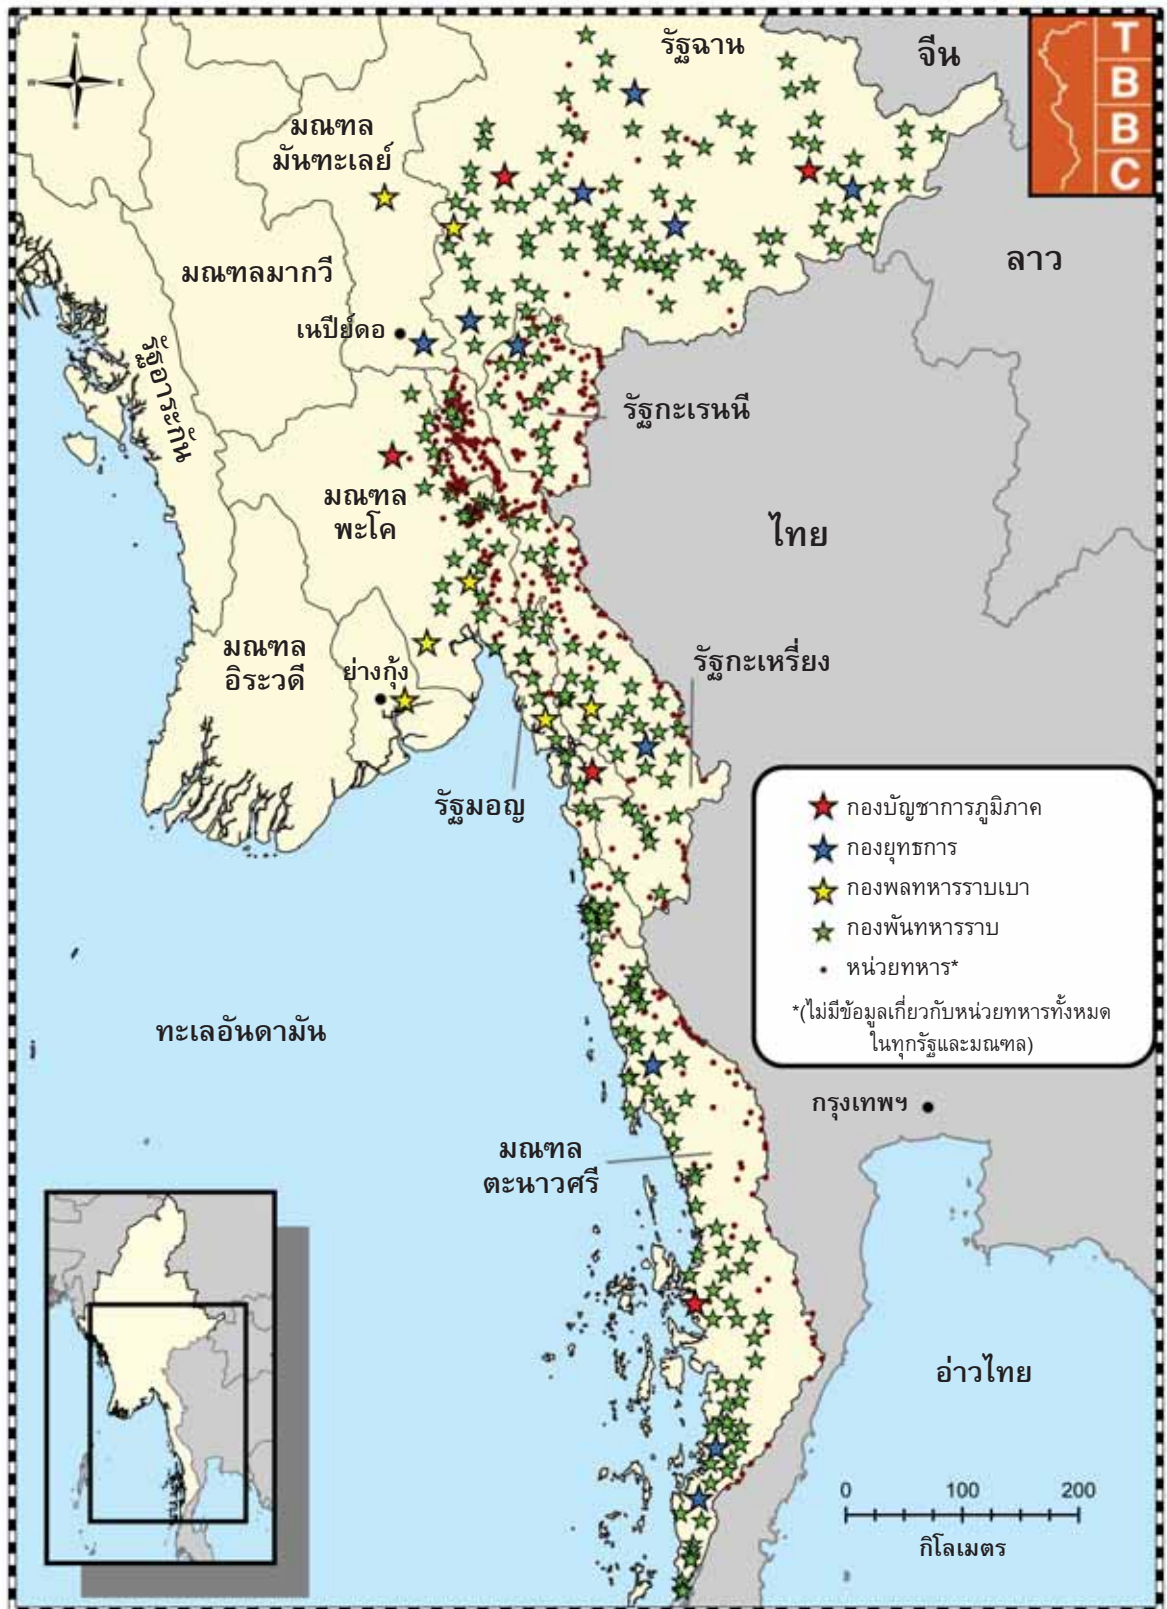 N
W
E
S
T
B
B
C
รัฐฉาน
จีน
มณฑล
มันฑะเลย์
ลาว
มณฑลมากวี
เนปีย์ดอ
รัฐอาระกัน
รัฐกะเรนนี
มณฑล
พะโค
ไทย
มณฑล
อิระวดี
ย่างกุ้ง
รัฐกะเหรี่ยง
รัฐมอญ
กองบัญชาการภูมิภาค
กองยุทธการ
กองพลทหารราบเบา
กองพันทหารราบ
หน่วยทหาร*
*(ไม่มีข้อมูลเกี่ยวกับหน่วยทหารทั้งหมด
ในทุกรัฐและมณฑล)
ทะเลอันดามัน
กรุงเทพฯ
มณฑล
ตะนาวศรี
อ่าวไทย
0 100 200
กิโลเมตร